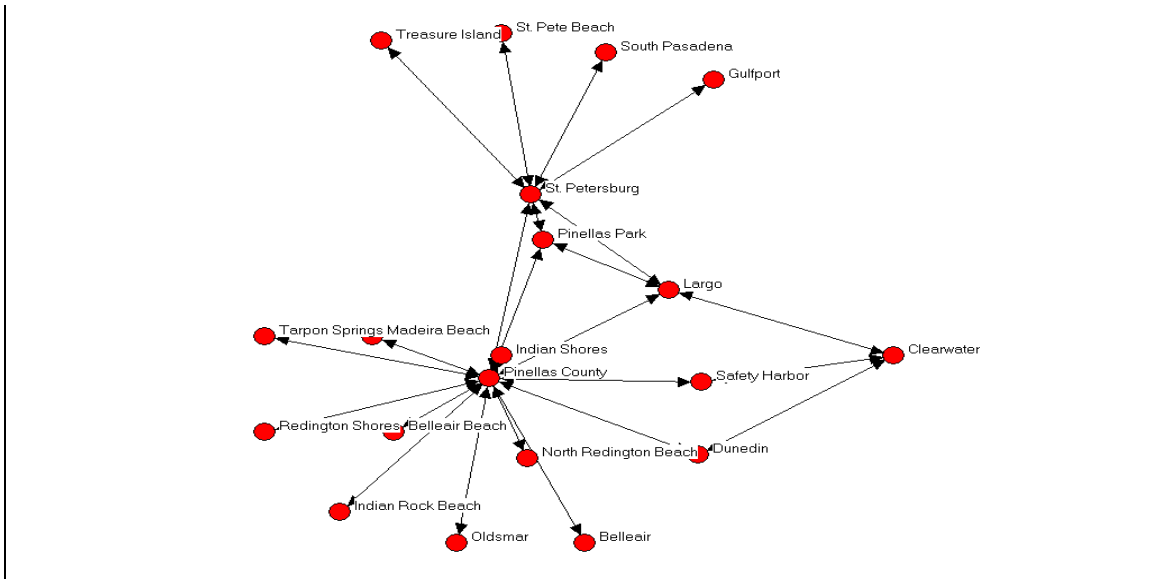 St. Pete Beach
Treasure Island
South Pasadena
Gulfport
St. Petersburg
Pinellas Park
Largo
Tarpon Springs
Madeira Beach
Indian Shores
Clearwater
Pinellas County
Safety Harbor
Redington Shores
Belleair Beach
North Redington Beach
Dunedin
Indian Rock Beach
Oldsmar
Belleair